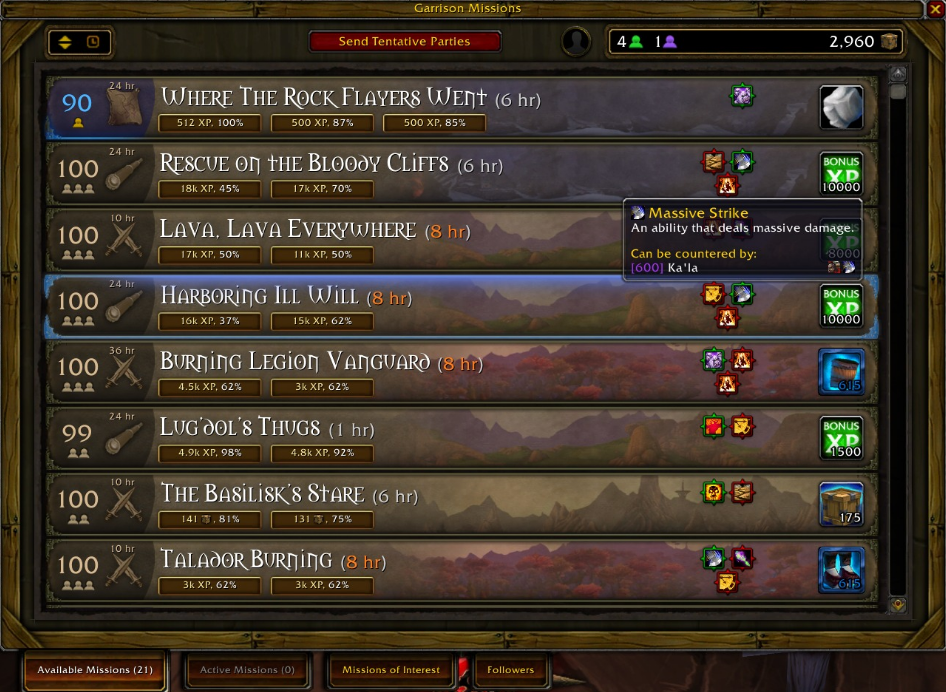 Garrison Missions
Send Tentative Parties
4 1 2,960
24 hr
90 WHERE THE ROCK FLAYERS WENT (6 hr)
512 XP, 100% 500 XP, 87% 500 XP, 85%
24 hr
100 RESCUE ON THE BLOODY CLIFFS (6 hr)
BONUS XP 10000
18k XP, 45% 17k XP, 70%
10 hr
100 LAVA, LAVA EVERYWHERE (8 hr)
17k XP, 50% 11k XP, 50%
8000
Massive Strike
An ability that deals massive damage.
Can be countered by:
[600] Ka'la
24 hr
100 HARBORING ILL WILL (8 hr)
BONUS XP 10000
16k XP, 37% 15k XP, 62%
36 hr
100 BURNING LEGION VANGUARD (8 hr)
4.5k XP, 62% 3k XP, 62%
615
24 hr
99 LUG'DOL'S THUGS (1 hr)
BONUS XP 1500
4.9k XP, 98% 4.8k XP, 92%
10 hr
100 THE BASILISK'S STARE (6 hr)
141, 81% 131, 75%
175
10 hr
100 TALADOR BURNING (8 hr)
3k XP, 62% 3k XP, 62%
615
Available Missions (21) Active Missions (0) Missions of Interest Followers